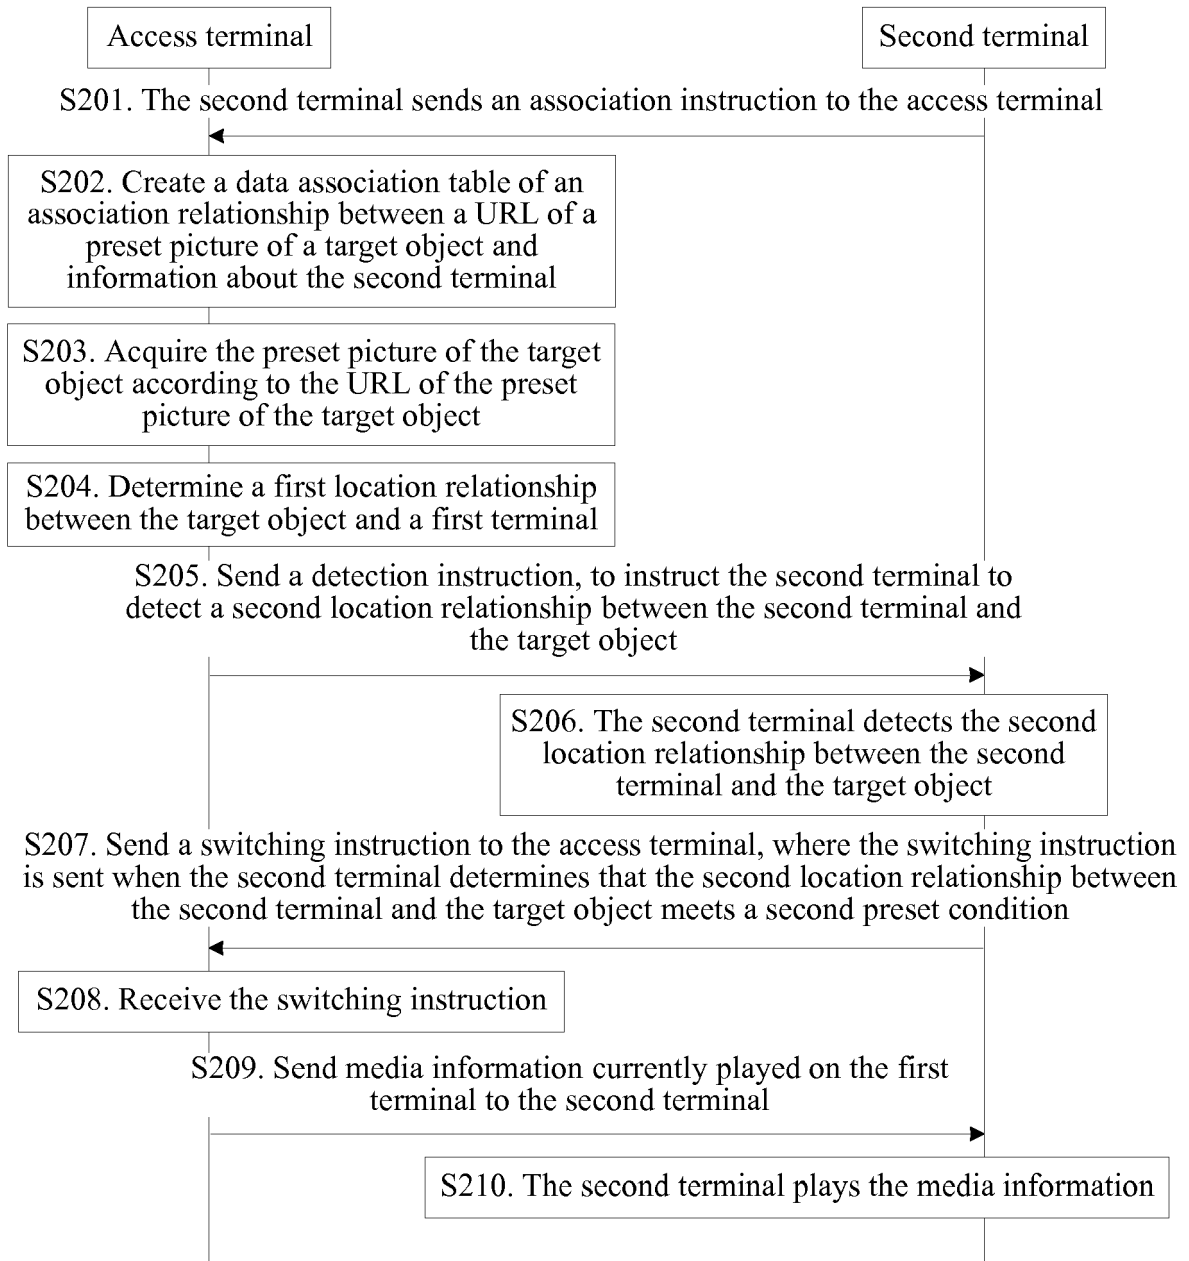 Access terminal
Second terminal
S201. The second terminal sends an association instruction to the access terminal
S202. Create a data association table of an
association relationship between a URL of a
preset picture of a target object and
information about the second terminal
S203. Acquire the preset picture of the target
object according to the URL of the preset
picture of the target object
S204. Determine a first location relationship
between the target object and a first terminal
S205. Send a detection instruction, to instruct the second terminal to
detect a second location relationship between the second terminal and
the target object
S206. The second terminal detects the second
location relationship between the second
terminal and the target object
S207. Send a switching instruction to the access terminal, where the switching instruction
is sent when the second terminal determines that the second location relationship between
the second terminal and the target object meets a second preset condition
S208. Receive the switching instruction
S209. Send media information currently played on the first
terminal to the second terminal
S210. The second terminal plays the media information